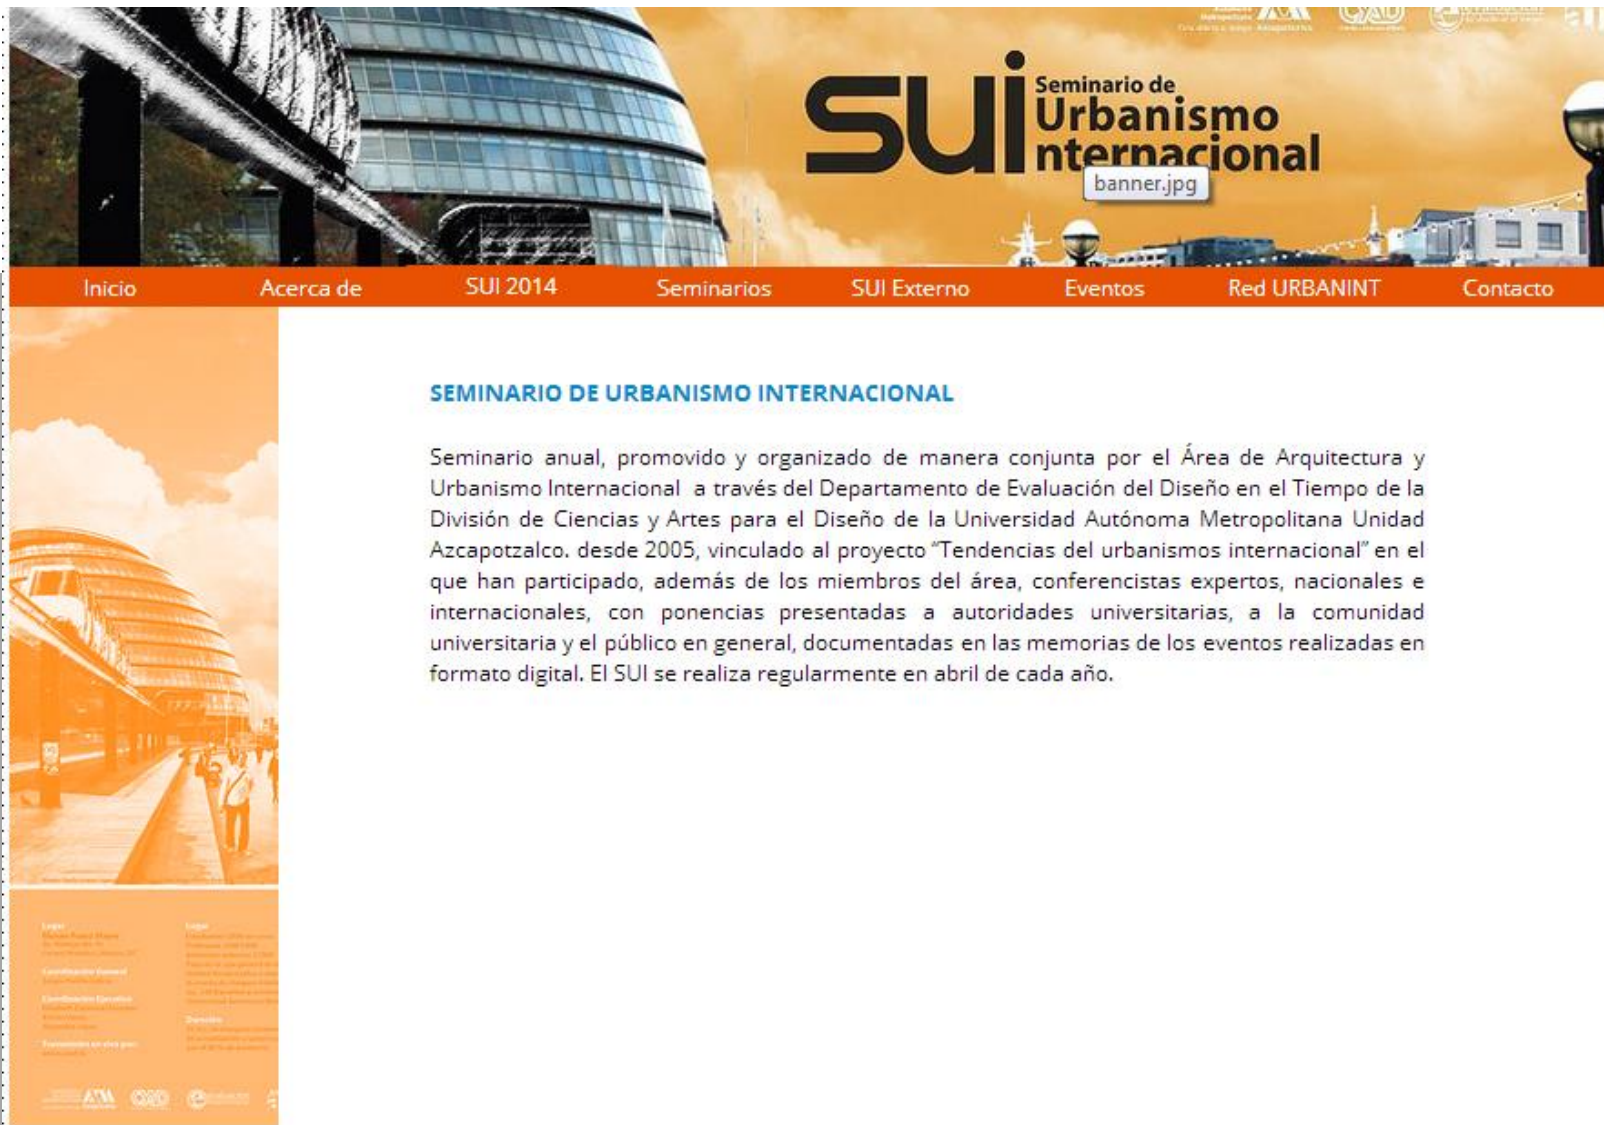 sui Seminario de
Urbanismo
nternacional
banner.jpg
Inicio Acerca de SUI 2014 Seminarios SUI Externo Eventos Red URBANINT Contacto
SEMINARIO DE URBANISMO INTERNACIONAL
Seminario anual, promovido y organizado de manera conjunta por el Área de Arquitectura y
Urbanismo Internacional a través del Departamento de Evaluación del Diseño en el Tiempo de la
División de Ciencias y Artes para el Diseño de la Universidad Autónoma Metropolitana Unidad
Azcapotzalco. desde 2005, vinculado al proyecto “Tendencias del urbanismos internacional” en el
que han participado, además de los miembros del área, conferencistas expertos, nacionales e
internacionales, con ponencias presentadas a autoridades universitarias, a la comunidad
universitaria y el público en general, documentadas en las memorias de los eventos realizadas en
formato digital. El SUI se realiza regularmente en abril de cada año.